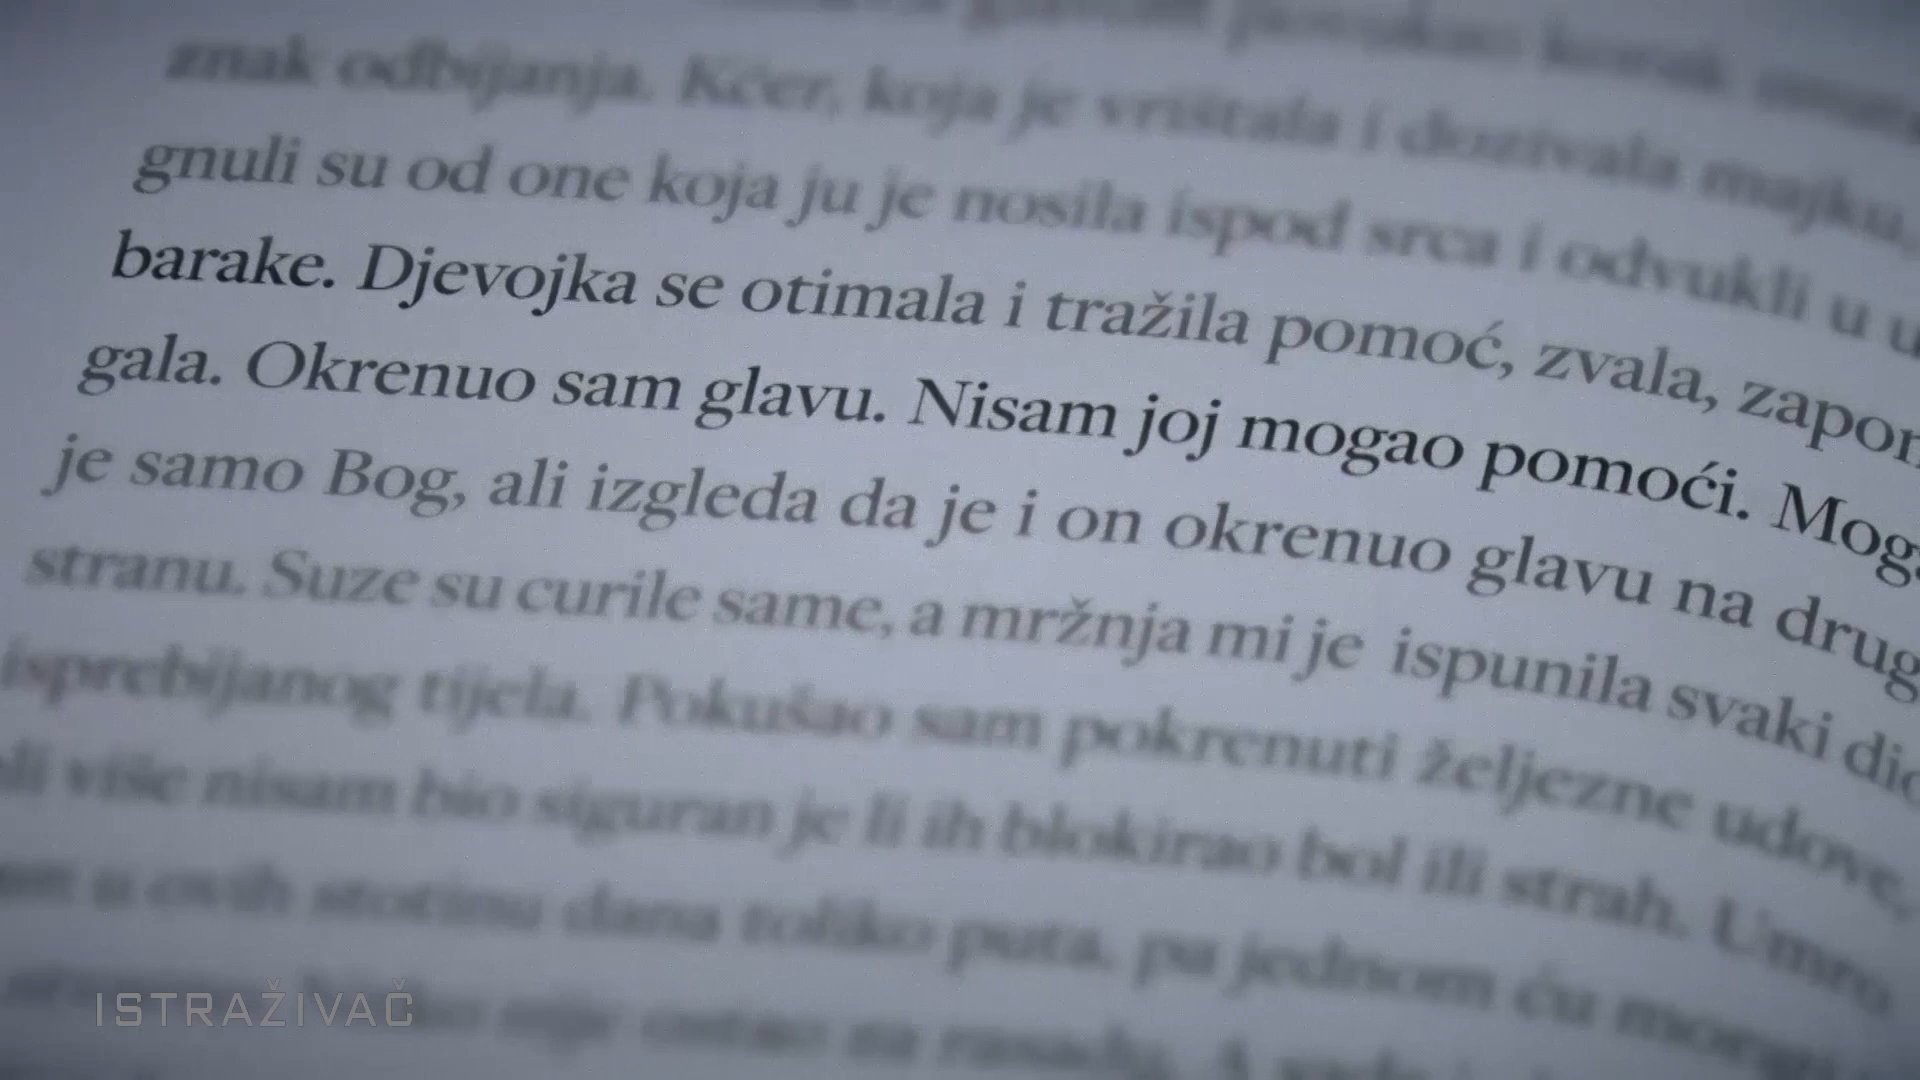 znak odbijanja. Kćer, koja je vrištala i dozivala majku,
gnuli su od one koja ju je nosila ispod srca i odvukli u u
barake. Djevojka se otimala i tražila pomoć, zvala, zapom
gala. Okrenuo sam glavu. Nisam joj mogao pomoći. Mog
je samo Bog, ali izgleda da je i on okrenuo glavu na drug
stranu. Suze su curile same, a mržnja mi je ispunila svaki dio
isprebijanog tijela. Pokušao sam pokrenuti željezne udove,
ali više nisam bio siguran je li ih blokirao bol ili strah. Umro
u ovih stotinu dana toliko puta, pa jednom ću morati
ISTRAŽIVAČ